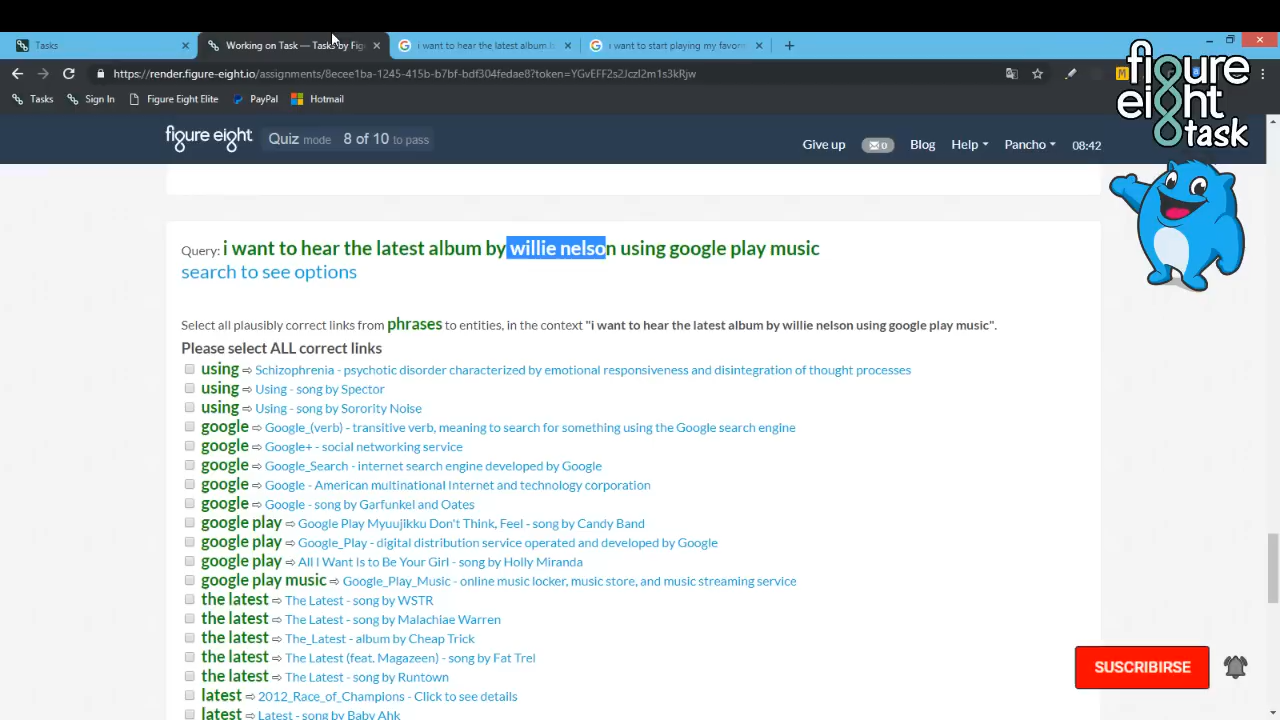 Tasks
Working on Task — Tasks by Fig
i want to hear the latest album b
i want to start playing my favor
https://render.figure-eight.io/assignments/8ecee1ba-1245-415b-b7bf-bdf304fedae8?token=YGvEFF2s2JczI2m1s3kRjw
Tasks
Sign In
Figure Eight Elite
PayPal
Hotmail
figure eight task
figure eight
Quiz mode
8 of 10 to pass
Give up
0
Blog
Help
Pancho
08:42
Query: i want to hear the latest album by willie nelson using google play music
search to see options
Select all plausibly correct links from phrases to entities, in the context "i want to hear the latest album by willie nelson using google play music".
Please select ALL correct links
using ⇨ Schizophrenia - psychotic disorder characterized by emotional responsiveness and disintegration of thought processes
using ⇨ Using - song by Spector
using ⇨ Using - song by Sorority Noise
google ⇨ Google_(verb) - transitive verb, meaning to search for something using the Google search engine
google ⇨ Google+ - social networking service
google ⇨ Google_Search - internet search engine developed by Google
google ⇨ Google - American multinational Internet and technology corporation
google ⇨ Google - song by Garfunkel and Oates
google play ⇨ Google Play Myuujikku Don't Think, Feel - song by Candy Band
google play ⇨ Google_Play - digital distribution service operated and developed by Google
google play ⇨ All I Want Is to Be Your Girl - song by Holly Miranda
google play music ⇨ Google_Play_Music - online music locker, music store, and music streaming service
the latest ⇨ The Latest - song by WSTR
the latest ⇨ The Latest - song by Malachiae Warren
the latest ⇨ The_Latest - album by Cheap Trick
the latest ⇨ The Latest (feat. Magazeen) - song by Fat Trel
the latest ⇨ The Latest - song by Runtown
latest ⇨ 2012_Race_of_Champions - Click to see details
latest ⇨ Latest - song by Baby Ahk
SUSCRIBIRSE